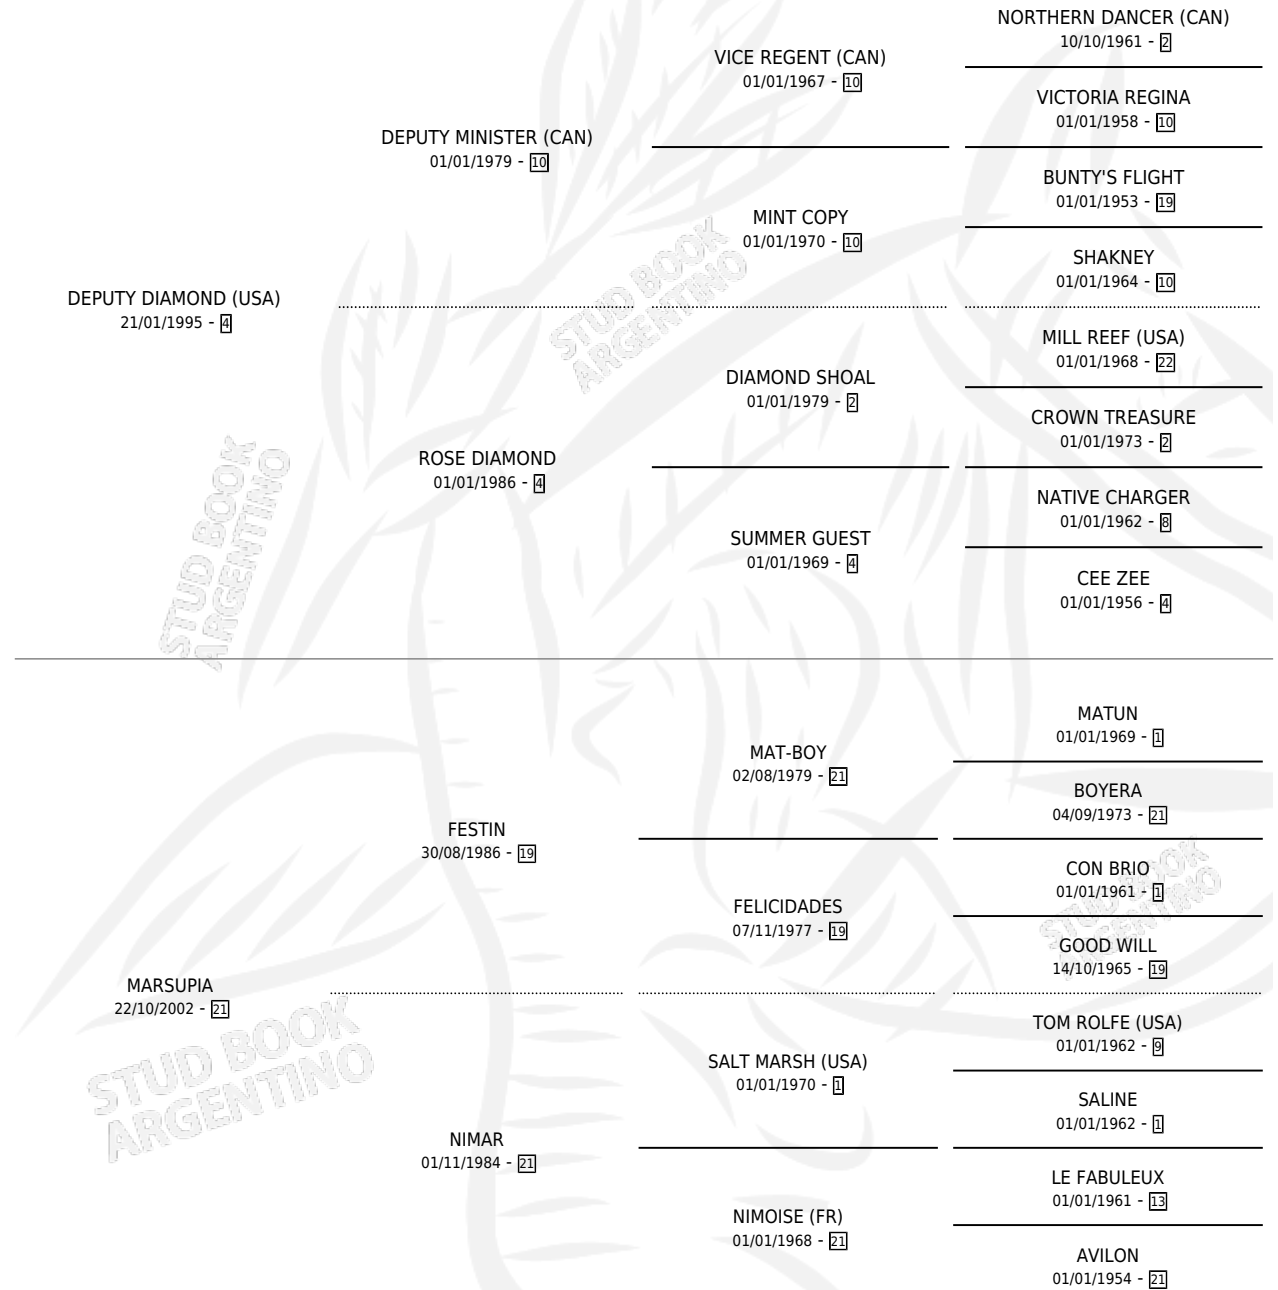 NORTHERN DANCER (CAN)
10/10/1961 - 2
VICE REGENT (CAN)
01/01/1967 - 10
VICTORIA REGINA
01/01/1958 - 10
DEPUTY MINISTER (CAN)
01/01/1979 - 10
BUNTY'S FLIGHT
01/01/1953 - 19
MINT COPY
01/01/1970 - 10
SHAKNEY
01/01/1964 - 10
DEPUTY DIAMOND (USA)
21/01/1995 - 4
MILL REEF (USA)
01/01/1968 - 22
DIAMOND SHOAL
01/01/1979 - 2
CROWN TREASURE
01/01/1973 - 2
ROSE DIAMOND
01/01/1986 - 4
NATIVE CHARGER
01/01/1962 - 8
SUMMER GUEST
01/01/1969 - 4
CEE ZEE
01/01/1956 - 4
MATUN
01/01/1969 - 1
MAT-BOY
02/08/1979 - 21
BOYERA
04/09/1973 - 21
FESTIN
30/08/1986 - 19
CON BRIO
01/01/1961 - 1
FELICIDADES
07/11/1977 - 19
GOOD WILL
14/10/1965 - 19
MARSUPIA
22/10/2002 - 21
TOM ROLFE (USA)
01/01/1962 - 9
SALT MARSH (USA)
01/01/1970 - 1
SALINE
01/01/1962 - 1
NIMAR
01/11/1984 - 21
LE FABULEUX
01/01/1961 - 13
NIMOISE (FR)
01/01/1968 - 21
AVILON
01/01/1954 - 21
STUD BOOK
ARGENTINO
STUD BOOK
ARGENTINO
STUD BOOK
ARGENTINO
STUD BOOK
ARGENTINO